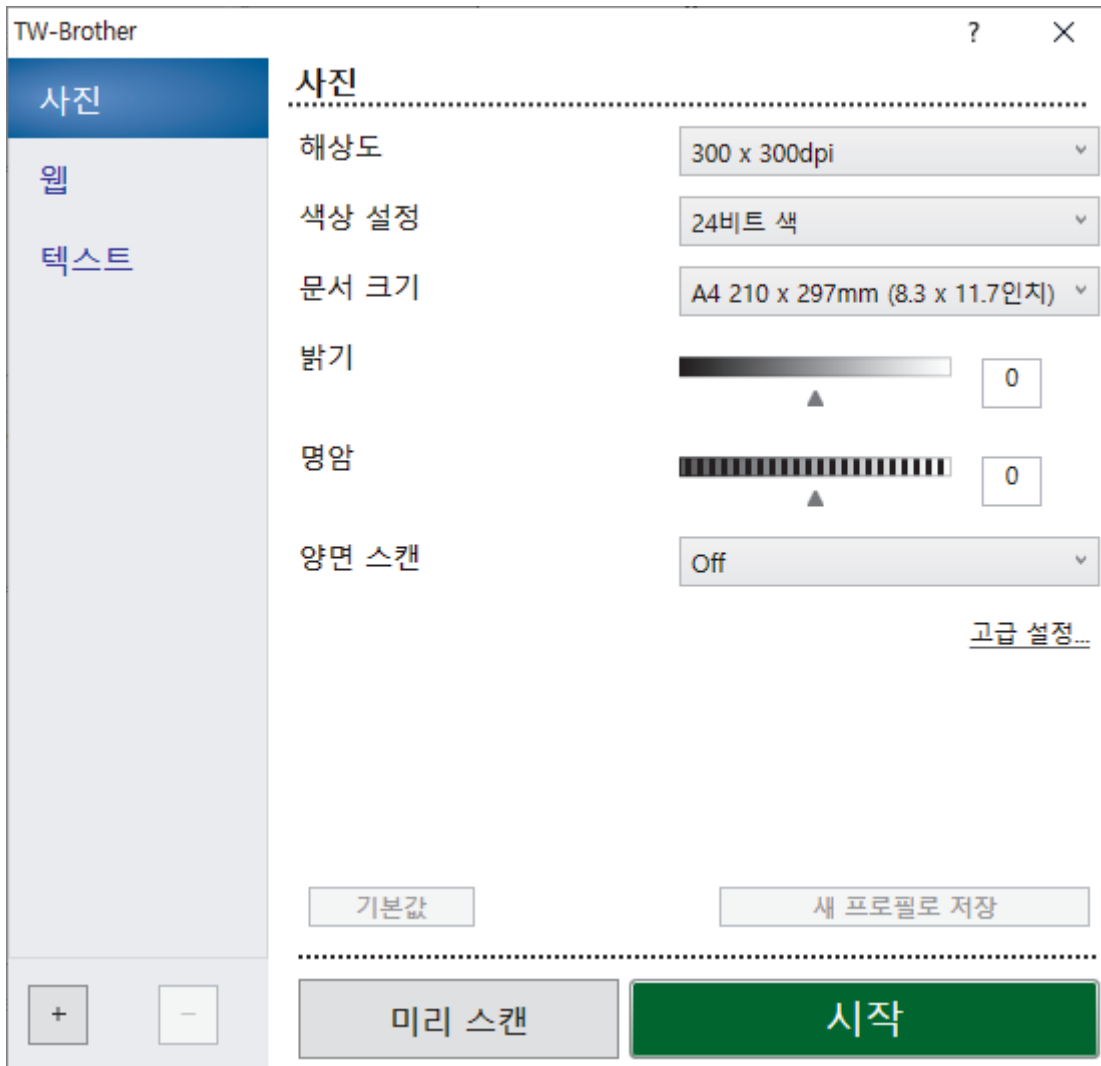 TW-Brother
?
사진
웹
텍스트
+
−
사진
해상도
300 x 300dpi
색상 설정
24비트 색
문서 크기
A4 210 x 297mm (8.3 x 11.7인치)
밝기
0
명암
0
양면 스캔
Off
고급 설정...
기본값
새 프로필로 저장
미리 스캔
시작